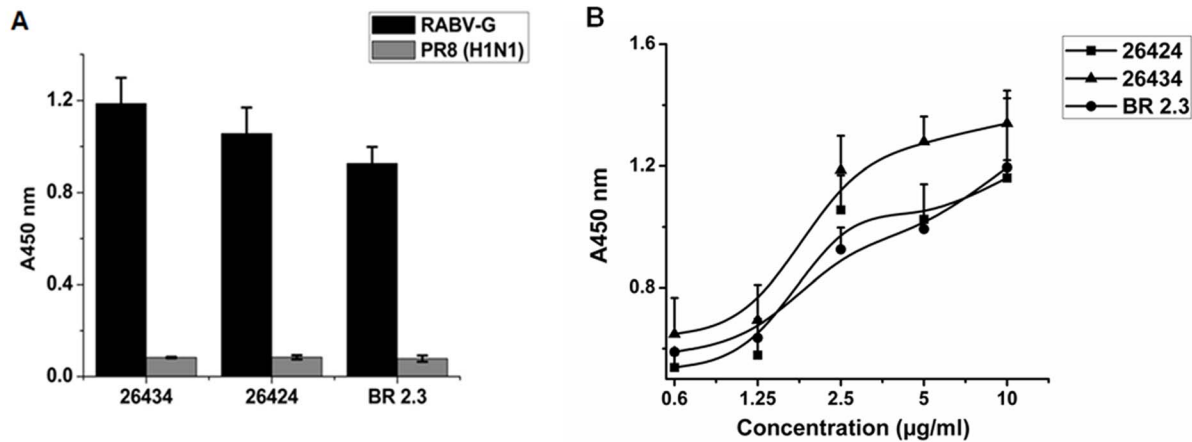 A
RABV-G
PR8 (H1N1)
A450 nm
1.2
0.8
0.4
0.0
26434 26424 BR 2.3
B
26424
26434
BR 2.3
A450 nm
1.6
1.2
0.8
0.6 1.25 2.5 5 10
Concentration (µg/ml)